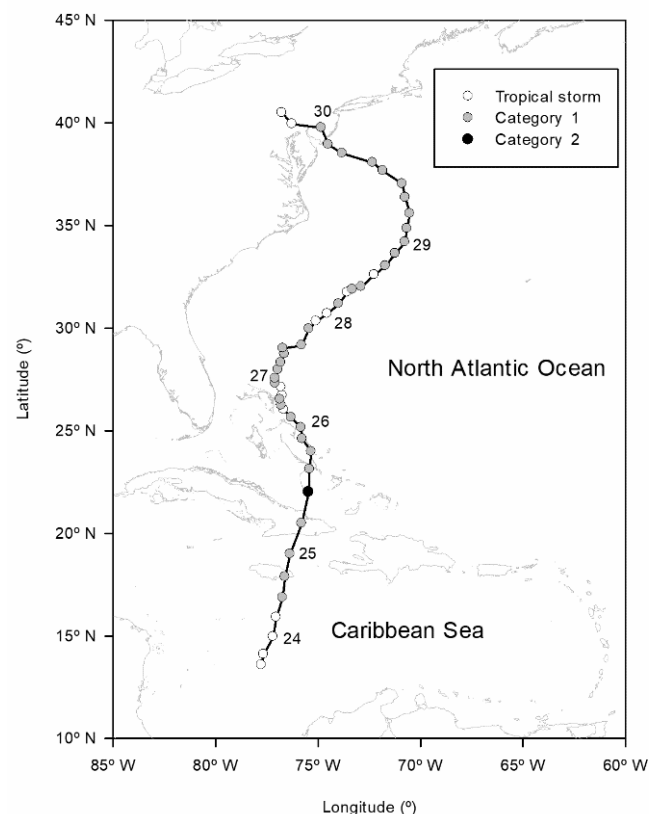 45° N
40° N
35° N
30° N
25° N
20° N
15° N
10° N
85° W
80° W
75° W
70° W
65° W
60° W
Latitude (º)
Longitude (º)
Tropical storm
Category 1
Category 2
30
29
28
27
26
25
24
North Atlantic Ocean
Caribbean Sea